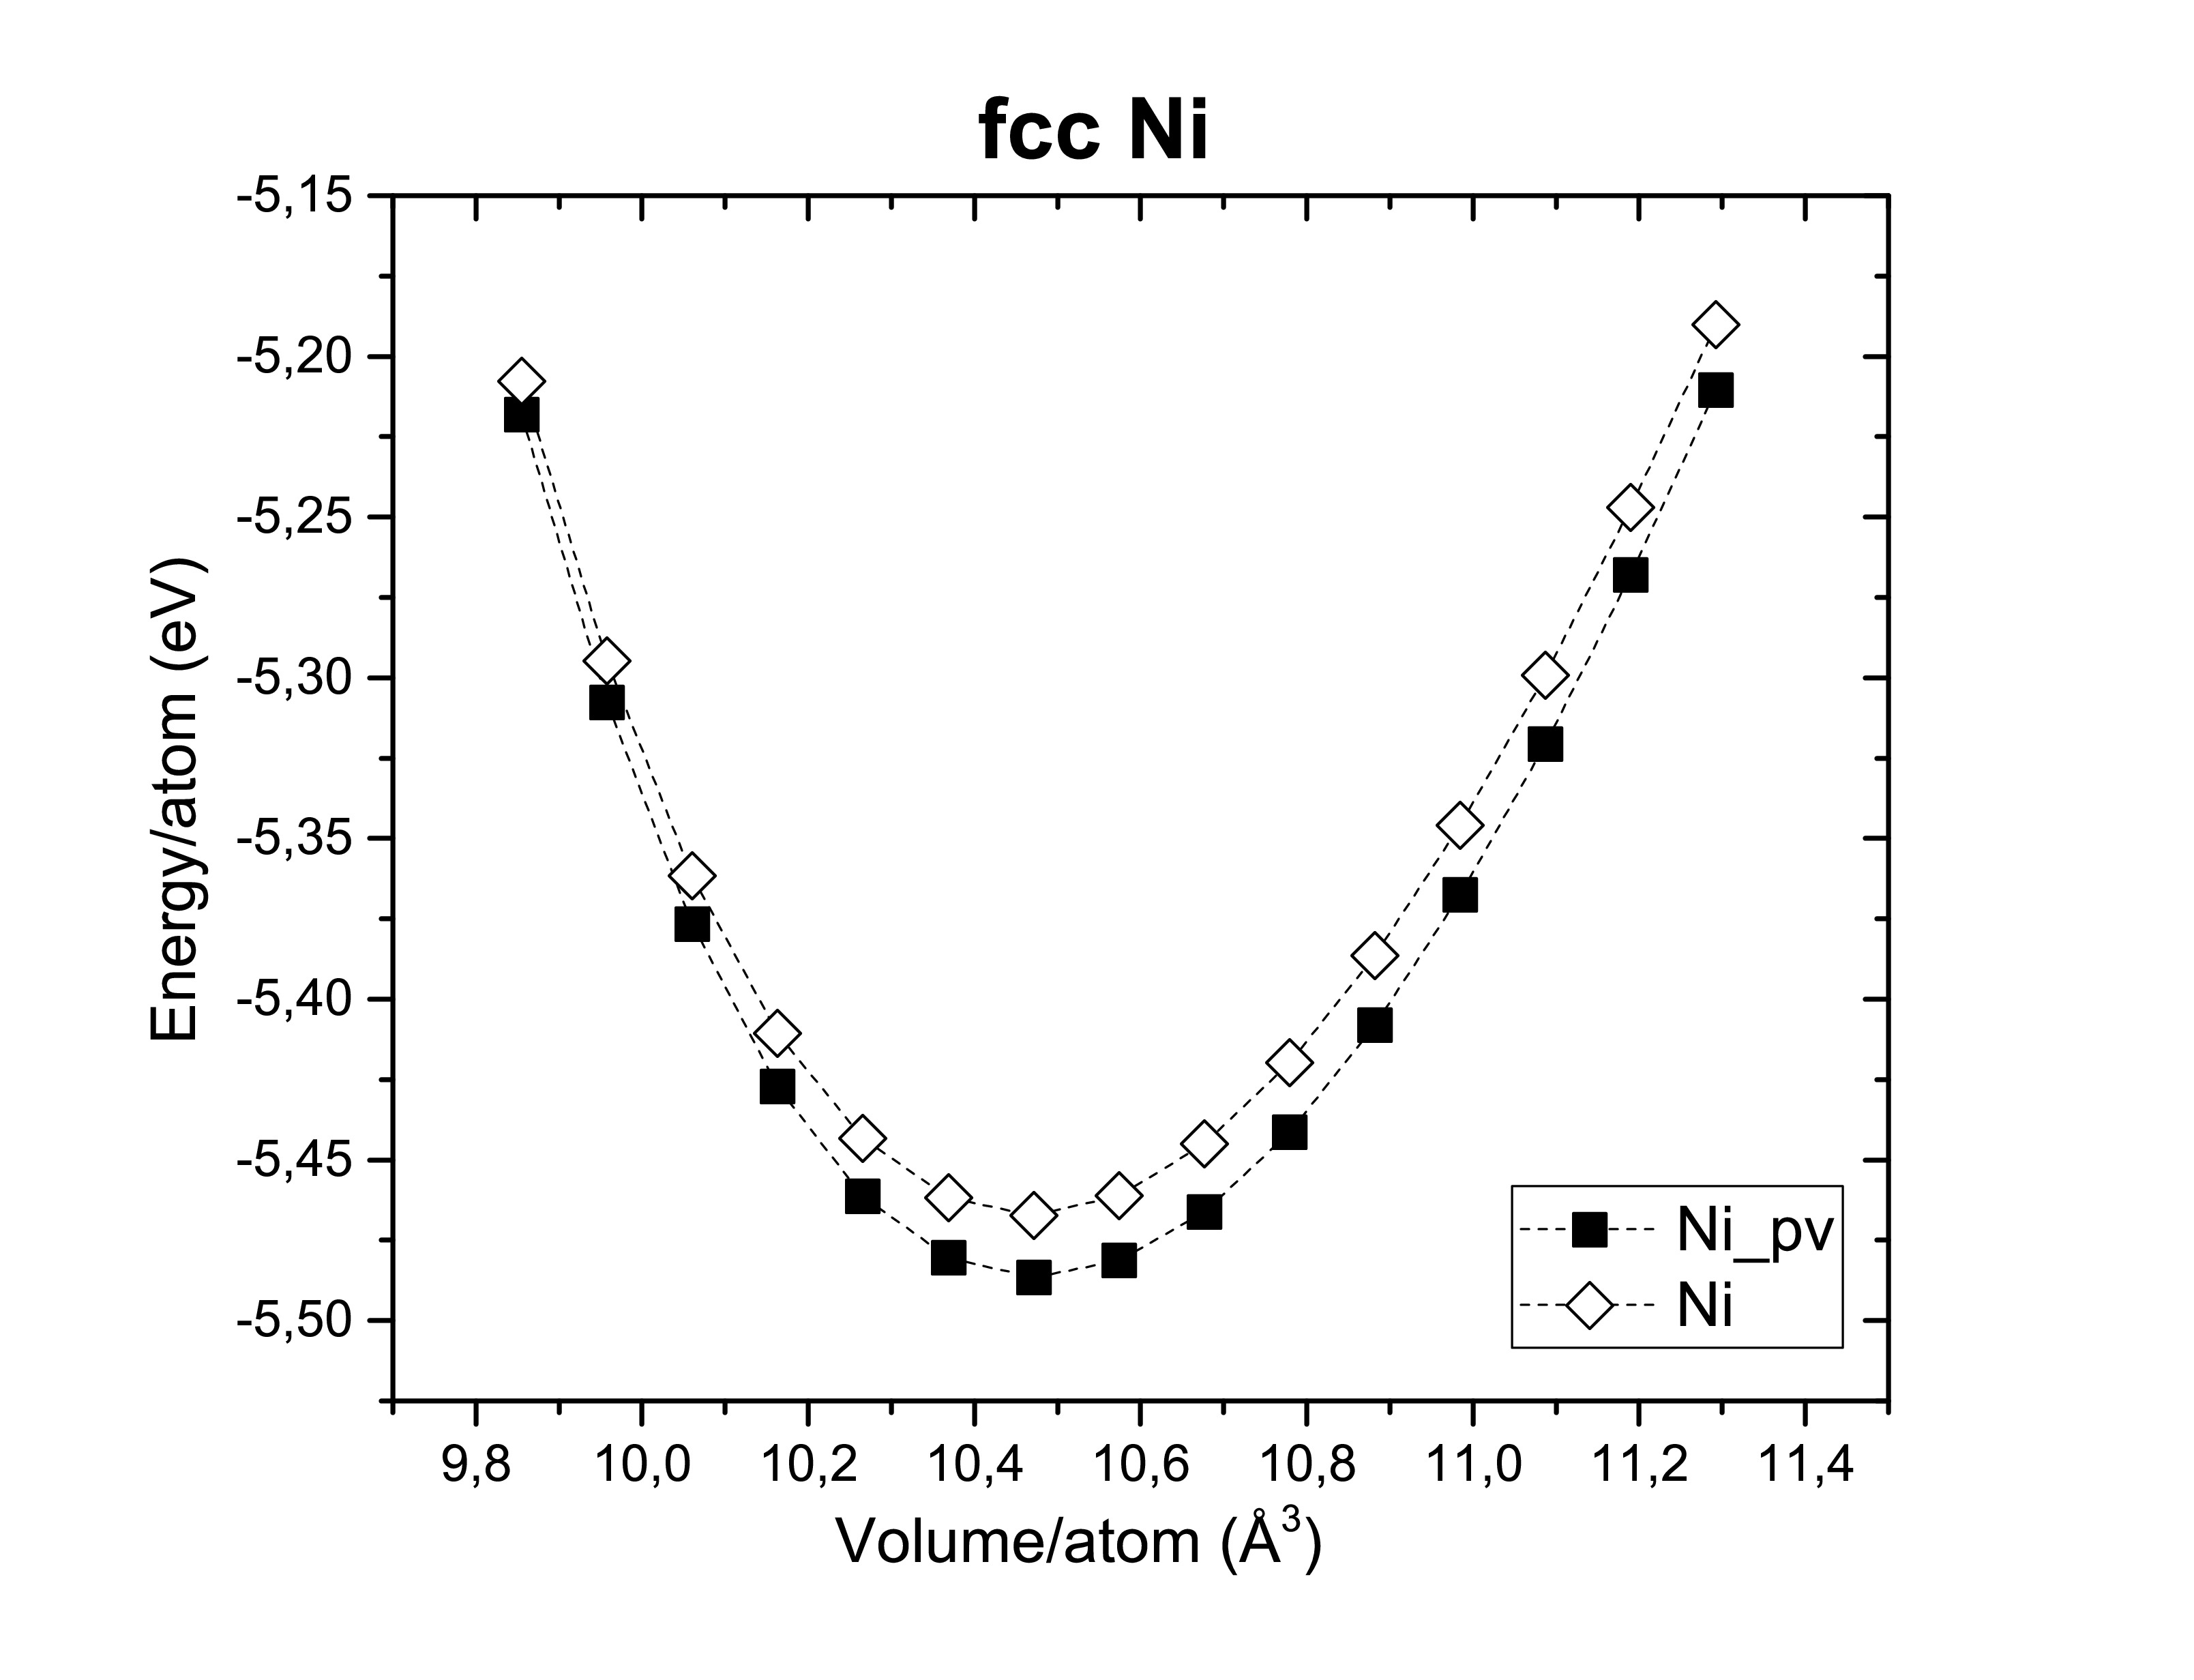 fcc Ni
-5,15
-5,20
-5,25
-5,30
-5,35
-5,40
-5,45
-5,50
Energy/atom (eV)
Ni_pv
Ni
9,8 10,0 10,2 10,4 10,6 10,8 11,0 11,2 11,4
Volume/atom (Å³)